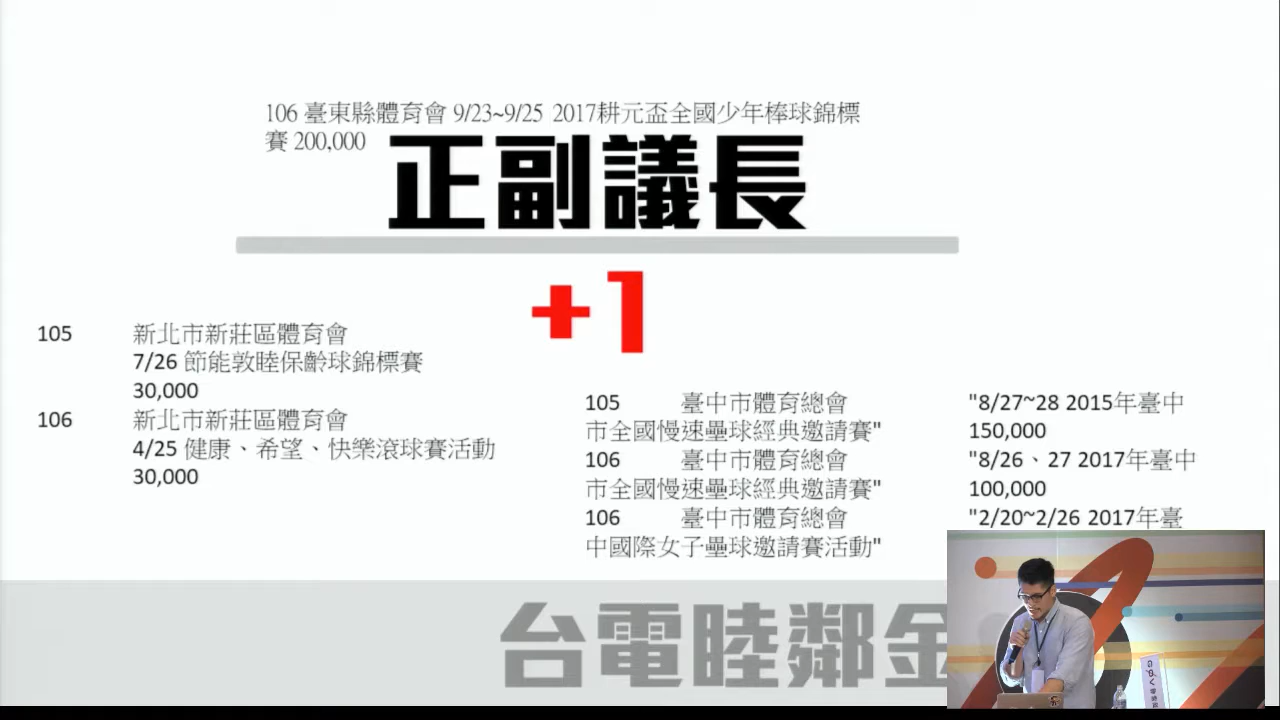 106 臺東縣體育會 9/23~9/25 2017耕元盃全國少年棒球錦標
賽 200,000
正副議長
+1
105 新北市新莊區體育會
7/26 節能敦睦保齡球錦標賽
30,000
106 新北市新莊區體育會
4/25 健康、希望、快樂滾球賽活動
30,000
105 臺中市體育總會 "8/27~28 2015年臺中
市全國慢速壘球經典邀請賽" 150,000
106 臺中市體育總會 "8/26、27 2017年臺中
市全國慢速壘球經典邀請賽" 100,000
106 臺中市體育總會 "2/20~2/26 2017年臺
中國際女子壘球邀請賽活動"
台電睦鄰金